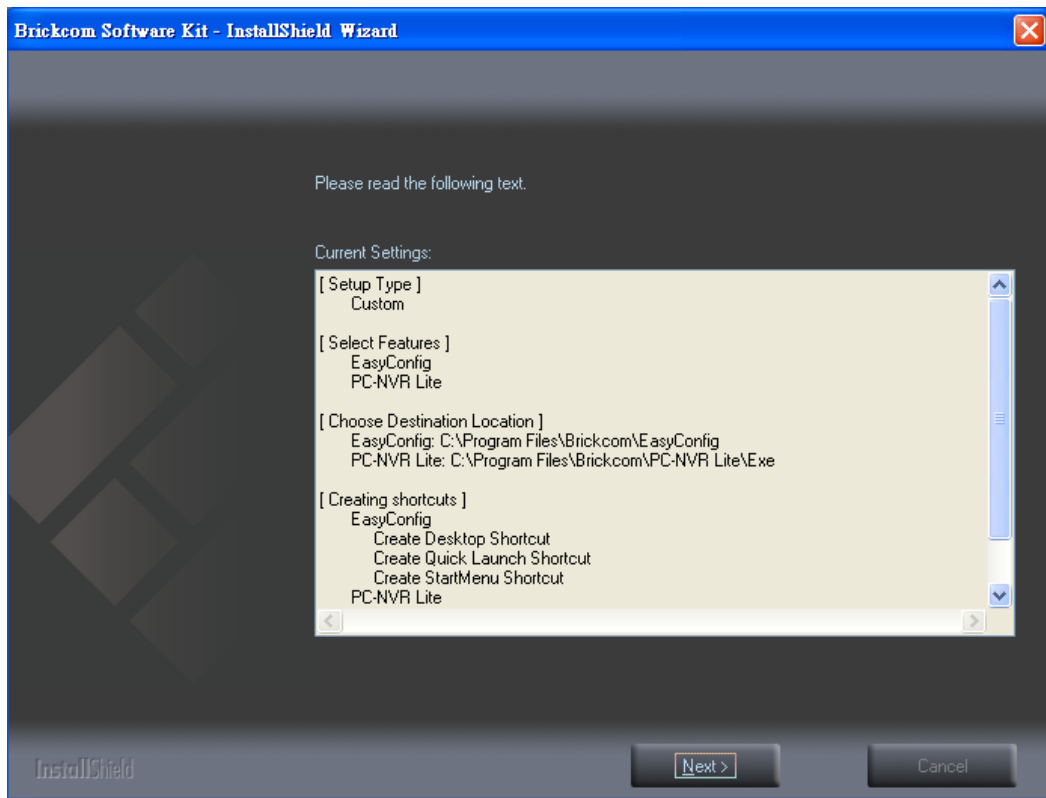 Brickcom Software Kit - InstallShield Wizard
Please read the following text.
Current Settings:
[ Setup Type ]
Custom
[ Select Features ]
EasyConfig
PC-NVR Lite
[ Choose Destination Location ]
EasyConfig: C:\Program Files\Brickcom\EasyConfig
PC-NVR Lite: C:\Program Files\Brickcom\PC-NVR Lite\Exe
[ Creating shortcuts ]
EasyConfig
Create Desktop Shortcut
Create Quick Launch Shortcut
Create StartMenu Shortcut
PC-NVR Lite
InstallShield
Next >
Cancel